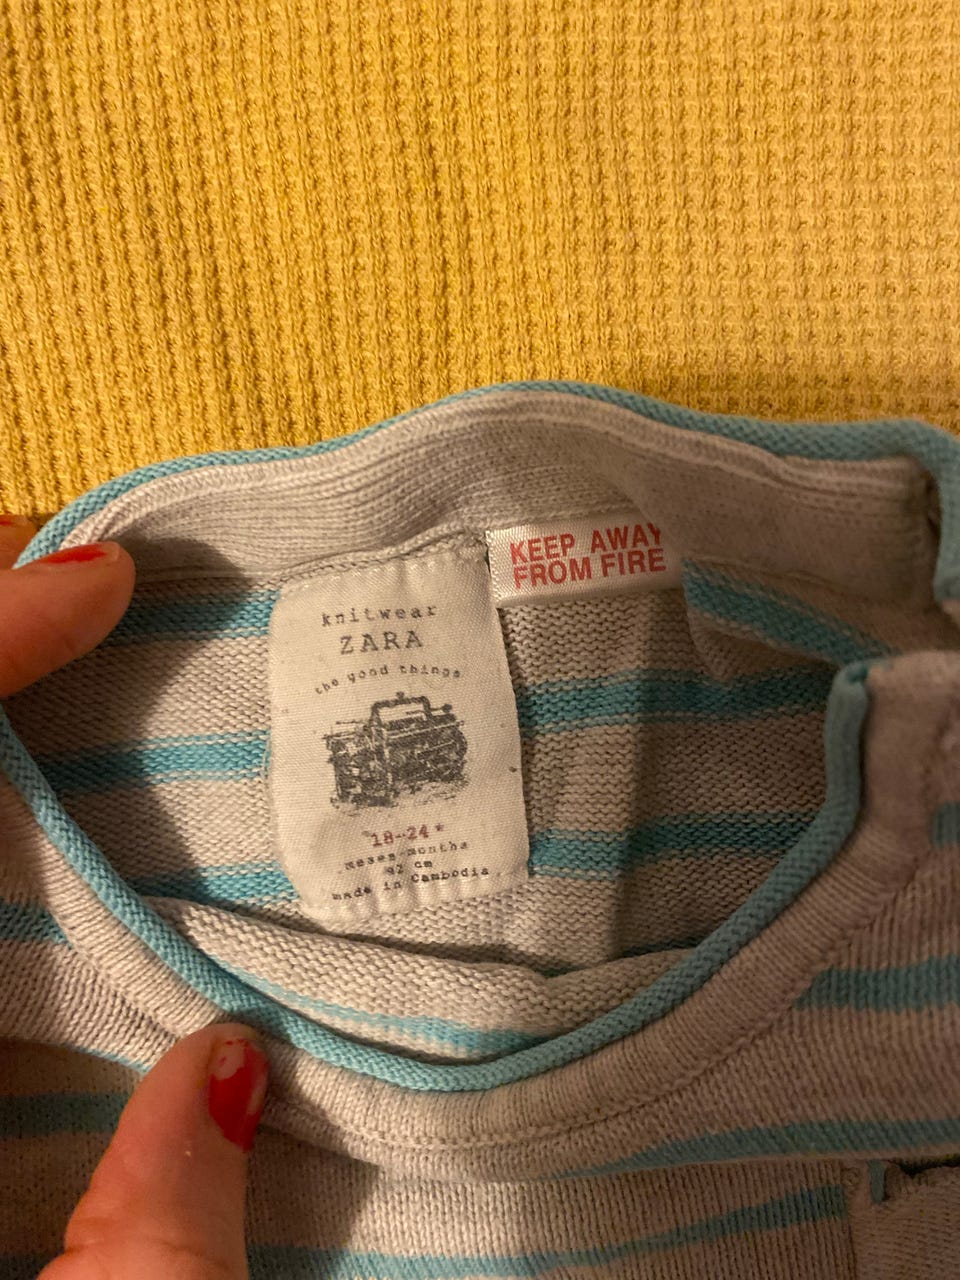 knitwear
ZARA
the good things
18-24*
meses-months
92 cm
made in Cambodia
KEEP AWAY
FROM FIRE